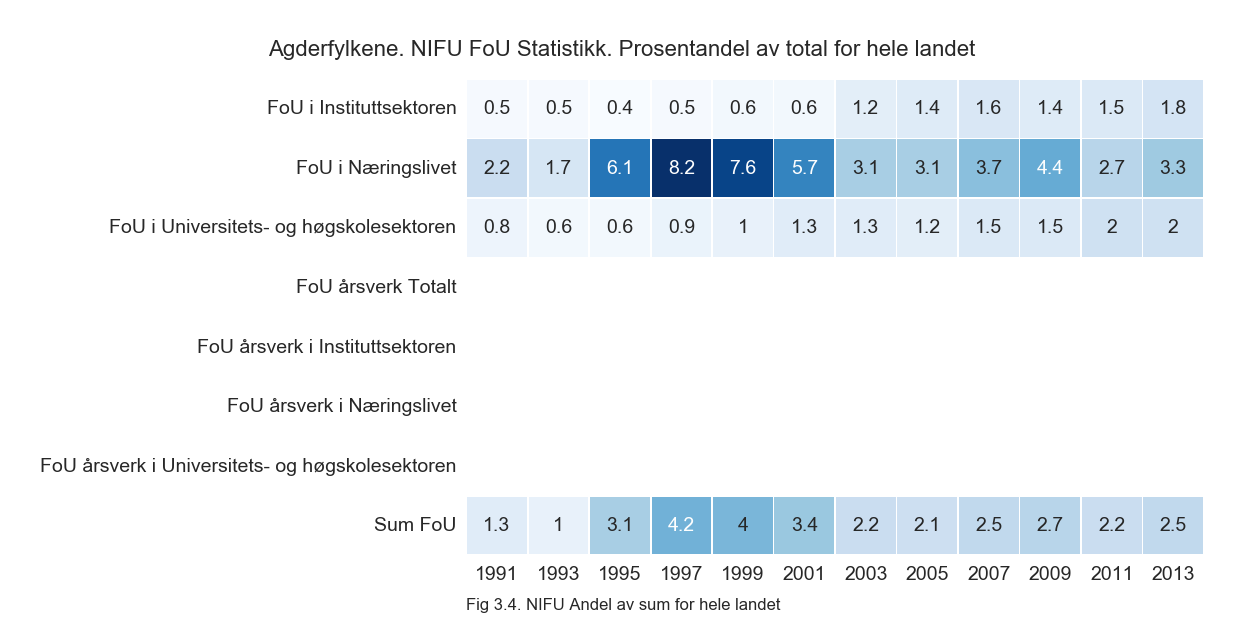 Agderfylkene. NIFU FoU Statistikk. Prosentandel av total for hele landet
FoU i Instituttsektoren 0.5 0.5 0.4 0.5 0.6 0.6 1.2 1.4 1.6 1.4 1.5 1.8
FoU i Næringslivet 2.2 1.7 6.1 8.2 7.6 5.7 3.1 3.1 3.7 4.4 2.7 3.3
FoU i Universitets- og høgskolesektoren 0.8 0.6 0.6 0.9 1 1.3 1.3 1.2 1.5 1.5 2 2
FoU årsverk Totalt
FoU årsverk i Instituttsektoren
FoU årsverk i Næringslivet
FoU årsverk i Universitets- og høgskolesektoren
Sum FoU 1.3 1 3.1 4.2 4 3.4 2.2 2.1 2.5 2.7 2.2 2.5
1991 1993 1995 1997 1999 2001 2003 2005 2007 2009 2011 2013
Fig 3.4. NIFU Andel av sum for hele landet